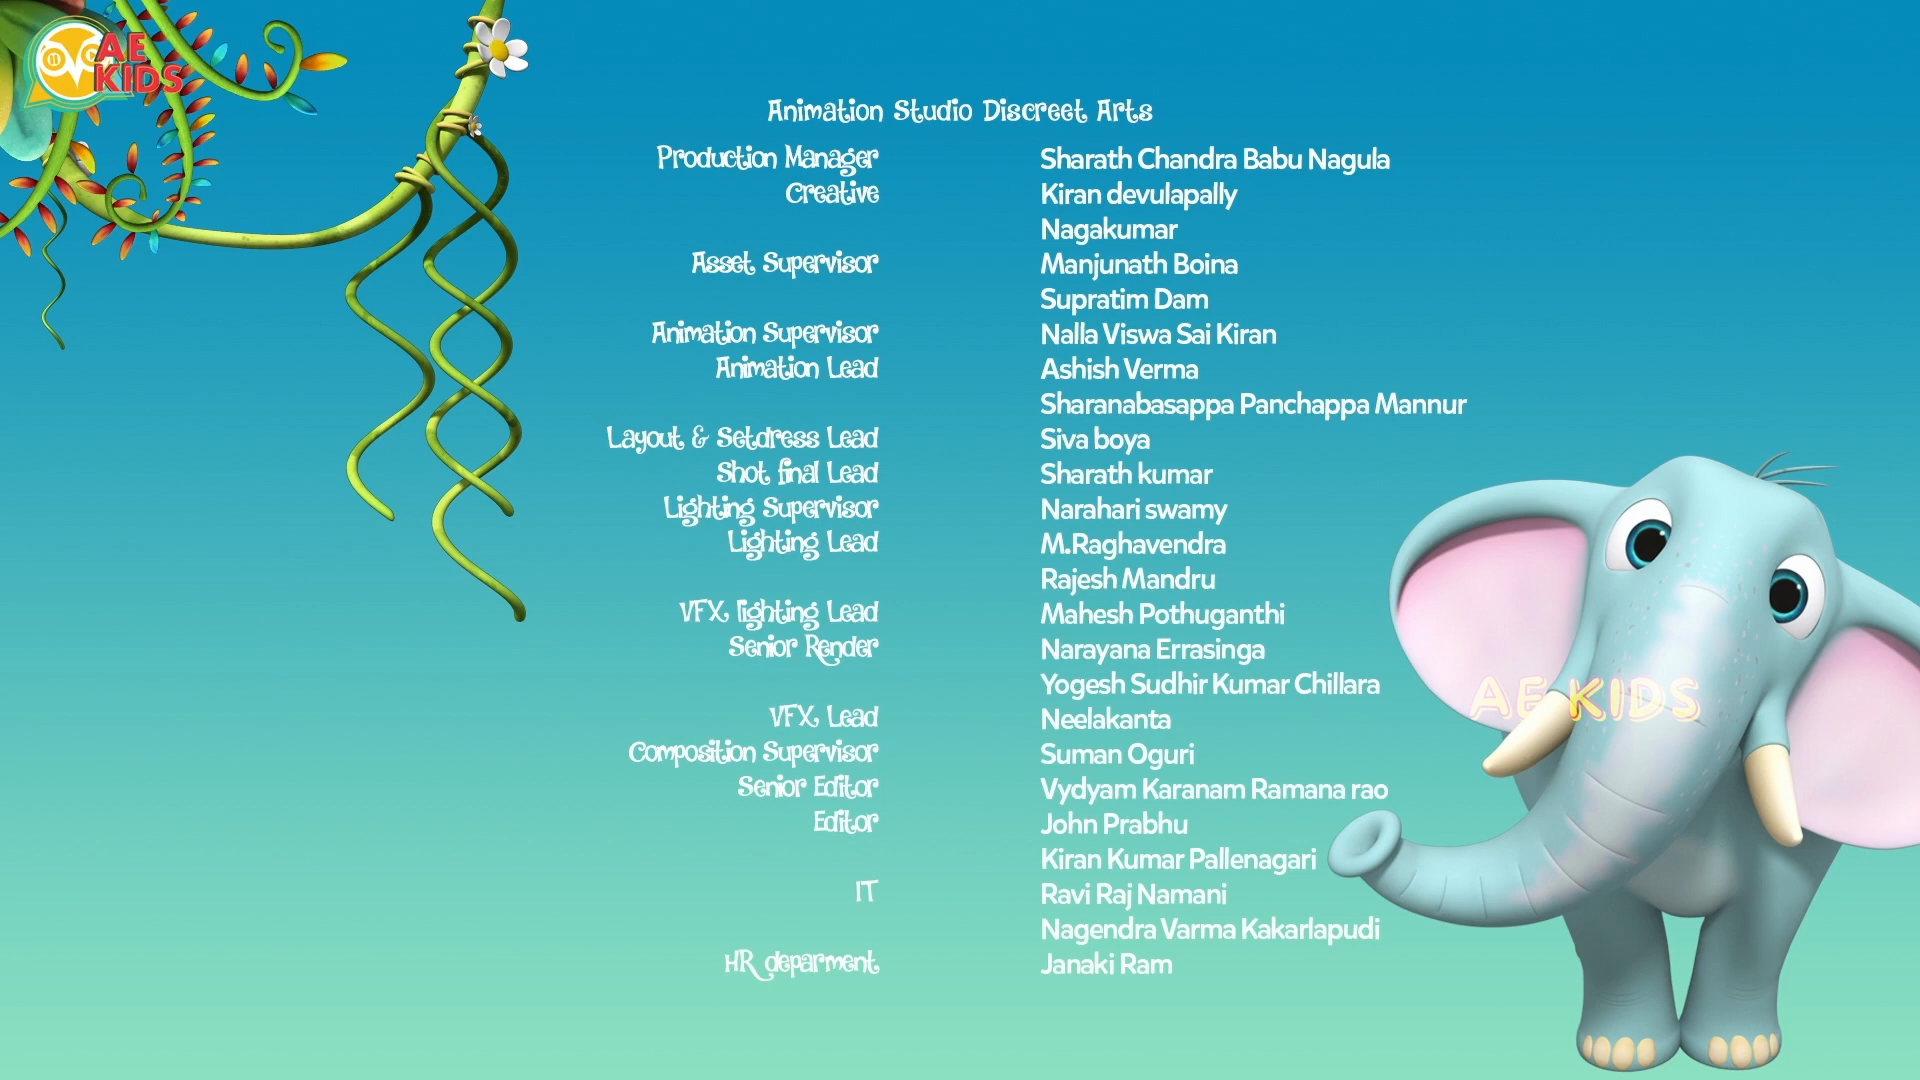 AE
KIDS
Animation Studio Discreet Arts
Production Manager Sharath Chandra Babu Nagula
Creative Kiran devulapally
Nagakumar
Asset Supervisor Manjunath Boina
Supratim Dam
Animation Supervisor Nalla Viswa Sai Kiran
Animation Lead Ashish Verma
Sharanabasappa Panchappa Mannur
Layout & Setdress Lead Siva boya
Shot final Lead Sharath kumar
Lighting Supervisor Narahari swamy
Lighting Lead M.Raghavendra
Rajesh Mandru
VFX lighting Lead Mahesh Pothuganthi
Senior Render Narayana Errasinga
Yogesh Sudhir Kumar Chillara
AE KIDS
VFX Lead Neelakanta
Composition Supervisor Suman Oguri
Senior Editor Vydyam Karanam Ramana rao
Editor John Prabhu
Kiran Kumar Pallenagari
IT Ravi Raj Namani
Nagendra Varma Kakarlapudi
HR deparment Janaki Ram